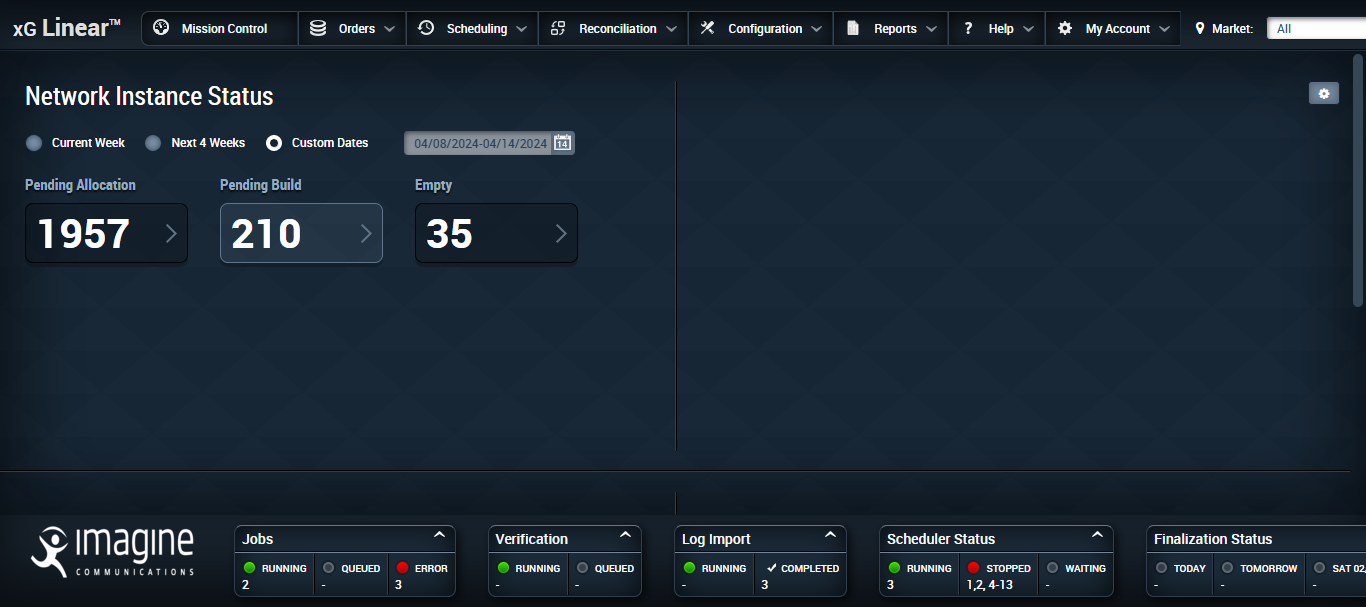 xG Linear™ Mission Control Orders Scheduling Reconciliation Configuration Reports ? Help My Account Market: All
Network Instance Status
Current Week Next 4 Weeks Custom Dates 04/08/2024-04/14/2024 14
Pending Allocation Pending Build Empty
1957 210 35
imagine
COMMUNICATIONS
Jobs
RUNNING QUEUED ERROR
2 - 3
Verification
RUNNING QUEUED
- -
Log Import
RUNNING COMPLETED
- 3
Scheduler Status
RUNNING STOPPED WAITING
3 1,2, 4-13 -
Finalization Status
TODAY TOMORROW SAT 02,
- - -